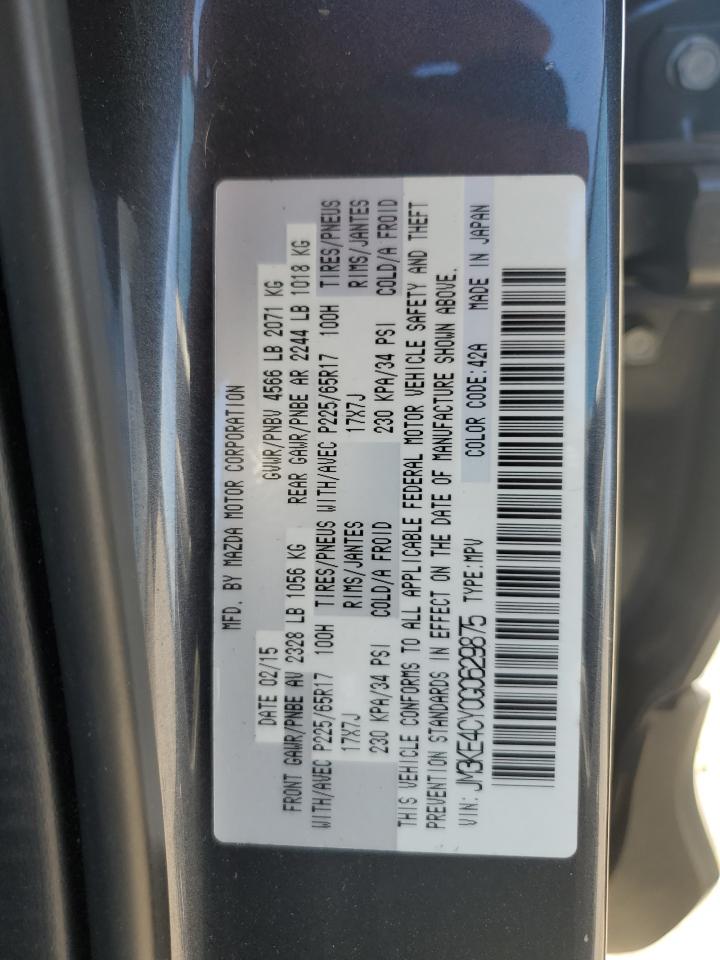 MFD. BY MAZDA MOTOR CORPORATION
DATE 02/15 GVWR/PNBV 4566 LB 2071 KG
FRONT GAWR/PNBE AV 2328 LB 1056 KG REAR GAWR/PNBE AR 2244 LB 1018 KG
WITH/AVEC P225/65R17 100H TIRES/PNEUS WITH/AVEC P225/65R17 100H TIRES/PNEUS
17X7J RIMS/JANTES 17X7J RIMS/JANTES
230 KPA/34 PSI COLD/A FROID 230 KPA/34 PSI COLD/A FROID
THIS VEHICLE CONFORMS TO ALL APPLICABLE FEDERAL MOTOR VEHICLE SAFETY AND THEFT
PREVENTION STANDARDS IN EFFECT ON THE DATE OF MANUFACTURE SHOWN ABOVE.
VIN: JM3KE4CY0G0629875 TYPE:MPV COLOR CODE:42A MADE IN JAPAN